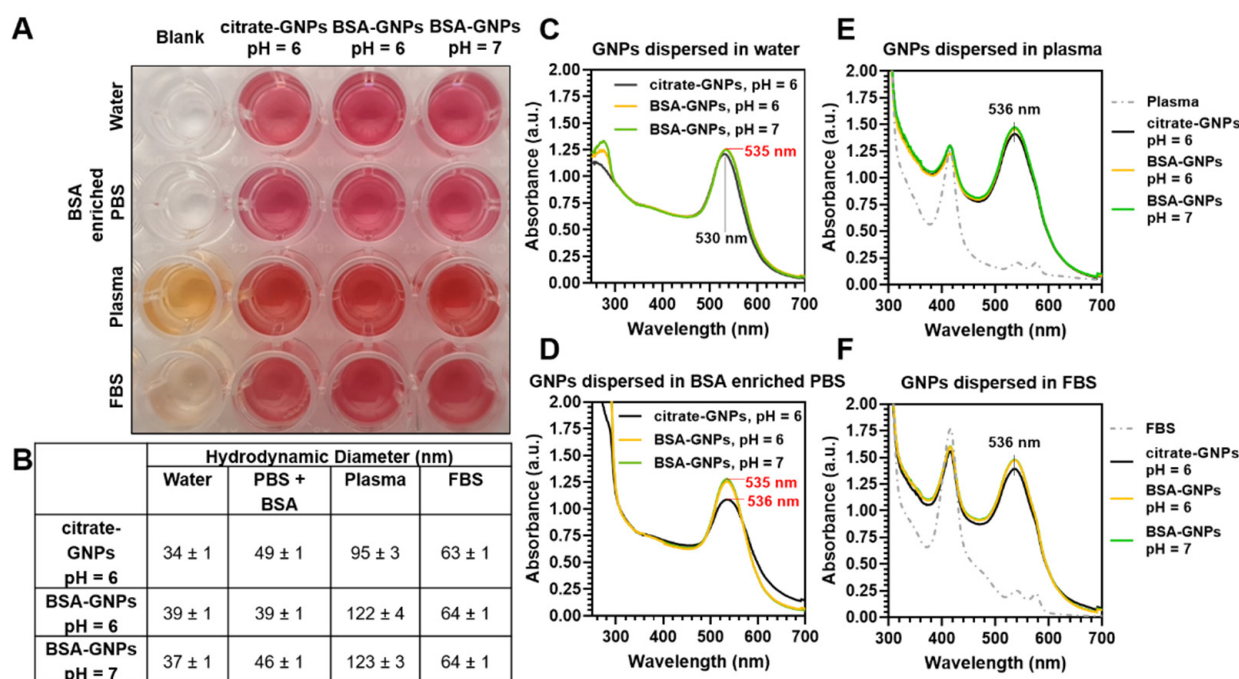 A
Blank
citrate-GNPs
pH = 6
BSA-GNPs
pH = 6
BSA-GNPs
pH = 7
Water
BSA
enriched
PBS
Plasma
FBS
B
Hydrodynamic Diameter (nm)
Water
PBS +
BSA
Plasma
FBS
citrate-
GNPs
pH = 6
34 ± 1
49 ± 1
95 ± 3
63 ± 1
BSA-GNPs
pH = 6
39 ± 1
39 ± 1
122 ± 4
64 ± 1
BSA-GNPs
pH = 7
37 ± 1
46 ± 1
123 ± 3
64 ± 1
C
GNPs dispersed in water
Absorbance (a.u.)
2.00
1.75
1.50
1.25
1.00
0.75
0.50
0.25
0.00
citrate-GNPs, pH = 6
BSA-GNPs, pH = 6
BSA-GNPs, pH = 7
535 nm
530 nm
300 400 500 600 700
Wavelength (nm)
D
GNPs dispersed in BSA enriched PBS
Absorbance (a.u.)
2.00
1.75
1.50
1.25
1.00
0.75
0.50
0.25
0.00
citrate-GNPs, pH = 6
BSA-GNPs, pH = 6
BSA-GNPs, pH = 7
535 nm
536 nm
300 400 500 600 700
Wavelength (nm)
E
GNPs dispersed in plasma
Absorbance (a.u.)
2.00
1.75
1.50
1.25
1.00
0.75
0.50
0.25
0.00
536 nm
300 400 500 600 700
Wavelength (nm)
Plasma
citrate-GNPs
pH = 6
BSA-GNPs
pH = 6
BSA-GNPs
pH = 7
F
GNPs dispersed in FBS
Absorbance (a.u.)
2.00
1.75
1.50
1.25
1.00
0.75
0.50
0.25
0.00
536 nm
300 400 500 600 700
Wavelength (nm)
FBS
citrate-GNPs
pH = 6
BSA-GNPs
pH = 6
BSA-GNPs
pH = 7